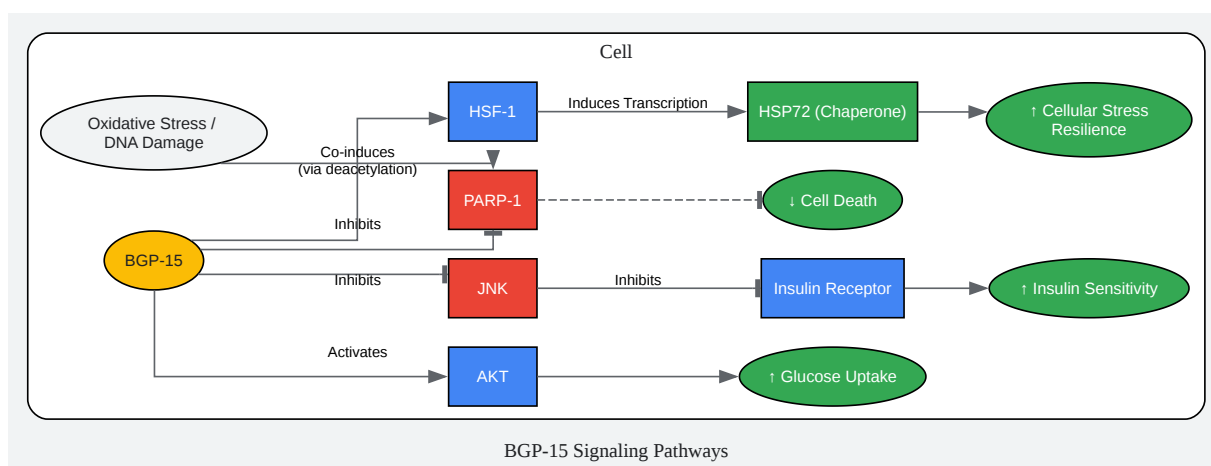 Cell
HSF-1
Induces Transcription
HSP72 (Chaperone)
↑ Cellular Stress
Resilience
Oxidative Stress /
DNA Damage
Co-induces
(via deacetylation)
PARP-1
↓ Cell Death
Inhibits
BGP-15
Inhibits
JNK
Inhibits
Insulin Receptor
↑ Insulin Sensitivity
Activates
AKT
↑ Glucose Uptake
BGP-15 Signaling Pathways